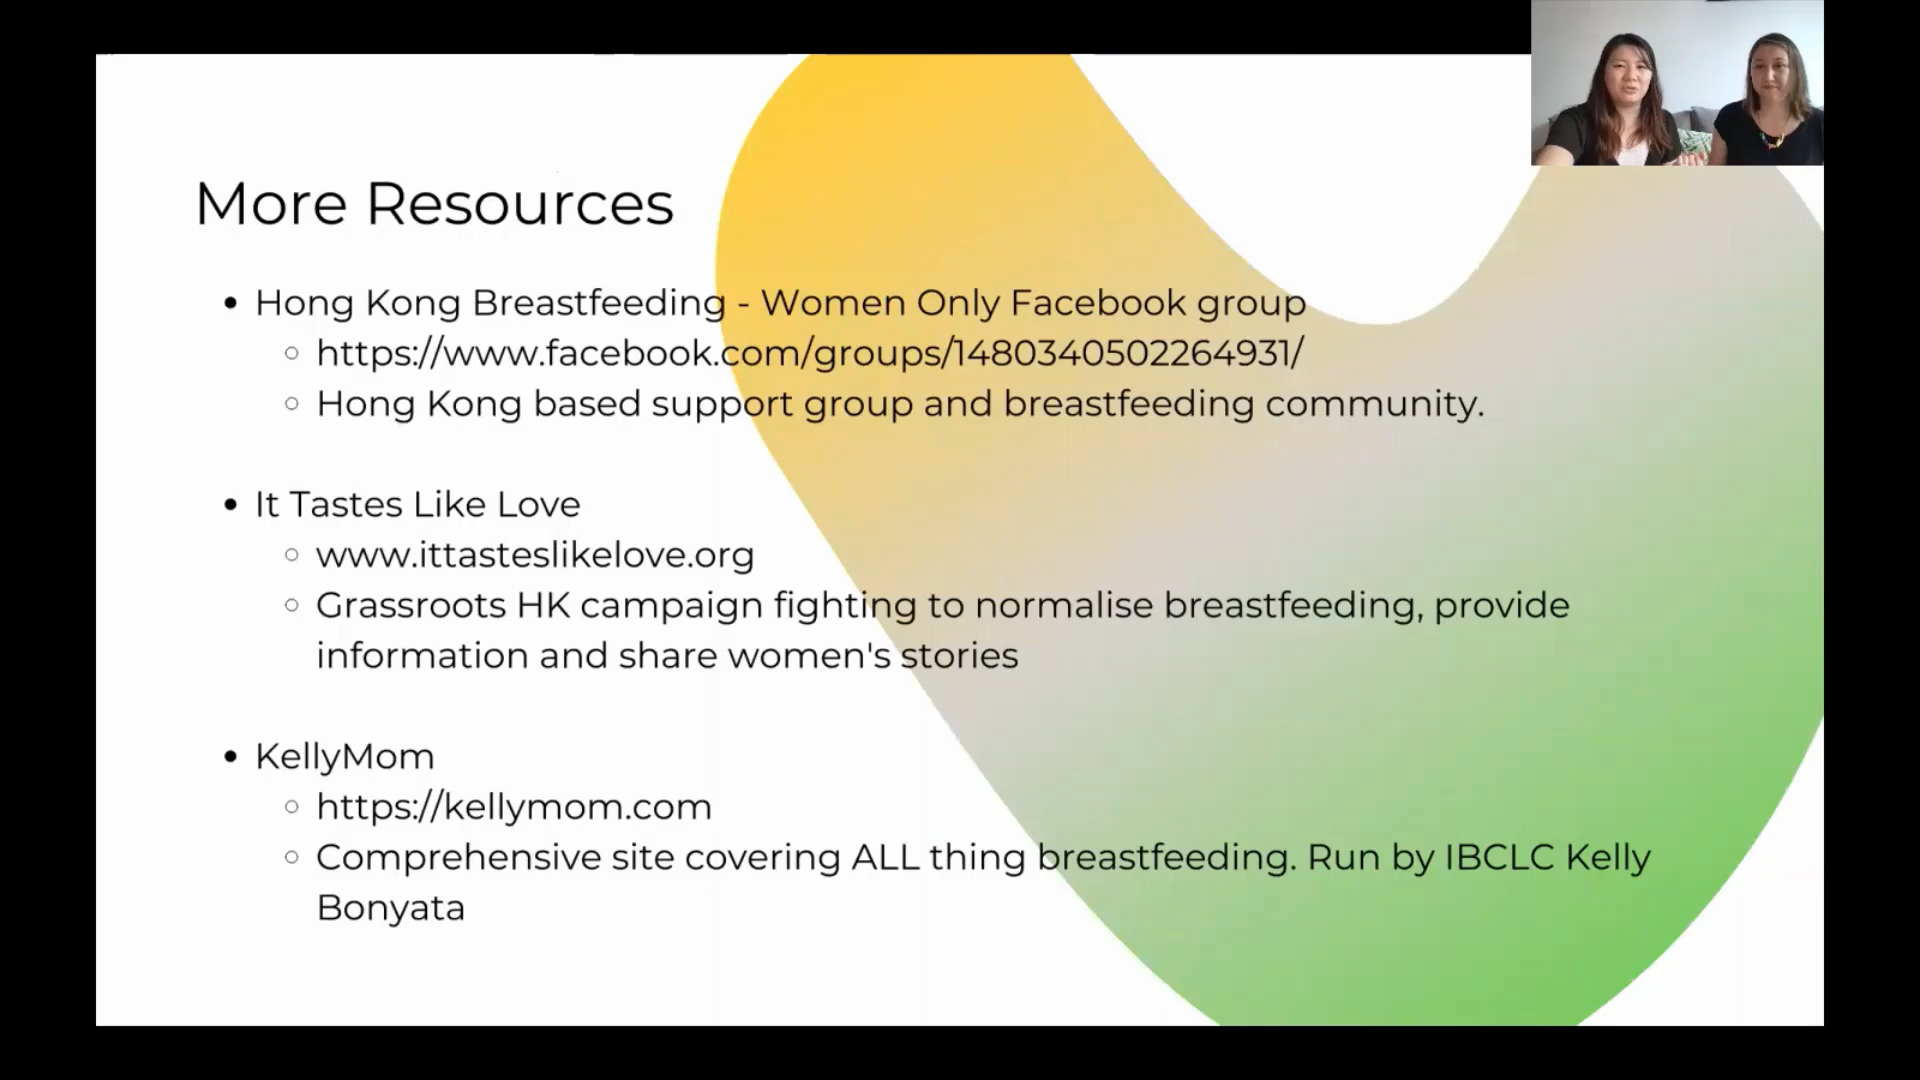 More Resources
• Hong Kong Breastfeeding - Women Only Facebook group
○ https://www.facebook.com/groups/1480340502264931/
○ Hong Kong based support group and breastfeeding community.
• It Tastes Like Love
○ www.ittasteslikelove.org
○ Grassroots HK campaign fighting to normalise breastfeeding, provide
information and share women's stories
• KellyMom
○ https://kellymom.com
○ Comprehensive site covering ALL thing breastfeeding. Run by IBCLC Kelly
Bonyata